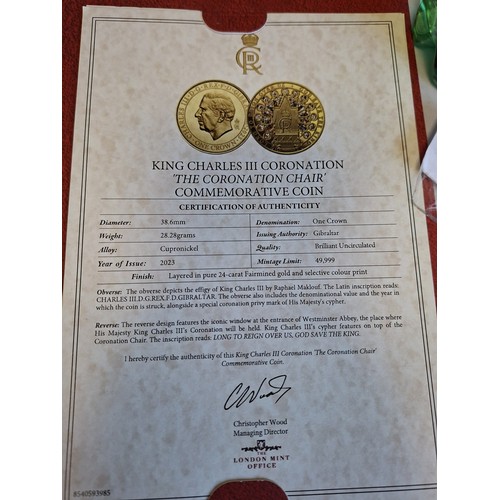 KING CHARLES III CORONATION
'THE CORONATION CHAIR'
COMMEMORATIVE COIN
CERTIFICATION OF AUTHENTICITY
Diameter: 38.6mm Denomination: One Crown
Weight: 28.28grams Issuing Authority: Gibraltar
Alloy: Cupronickel Quality: Brilliant Uncirculated
Year of Issue: 2023 Mintage Limit: 49,999
Finish: Layered in pure 24-carat Fairmined gold and selective colour print
Obverse: The obverse depicts the effigy of King Charles III by Raphael Maklouf. The Latin inscription reads:
CHARLES III.D.G.REX.F.D.GIBRALTAR. The obverse also includes the denominational value and the year in
which the coin is struck, alongside a special coronation privy mark of His Majesty's cypher.
Reverse: The reverse design features the iconic window at the entrance of Westminster Abbey, the place where
His Majesty King Charles III's Coronation will be held. King Charles III's cypher features on top of the
Coronation Chair. The inscription reads: LONG TO REIGN OVER US, GOD SAVE THE KING.
I hereby certify the authenticity of this King Charles III Coronation 'The Coronation Chair'
Commemorative Coin.
CWood
Christopher Wood
Managing Director
THE
LONDON MINT
OFFICE
8540583985